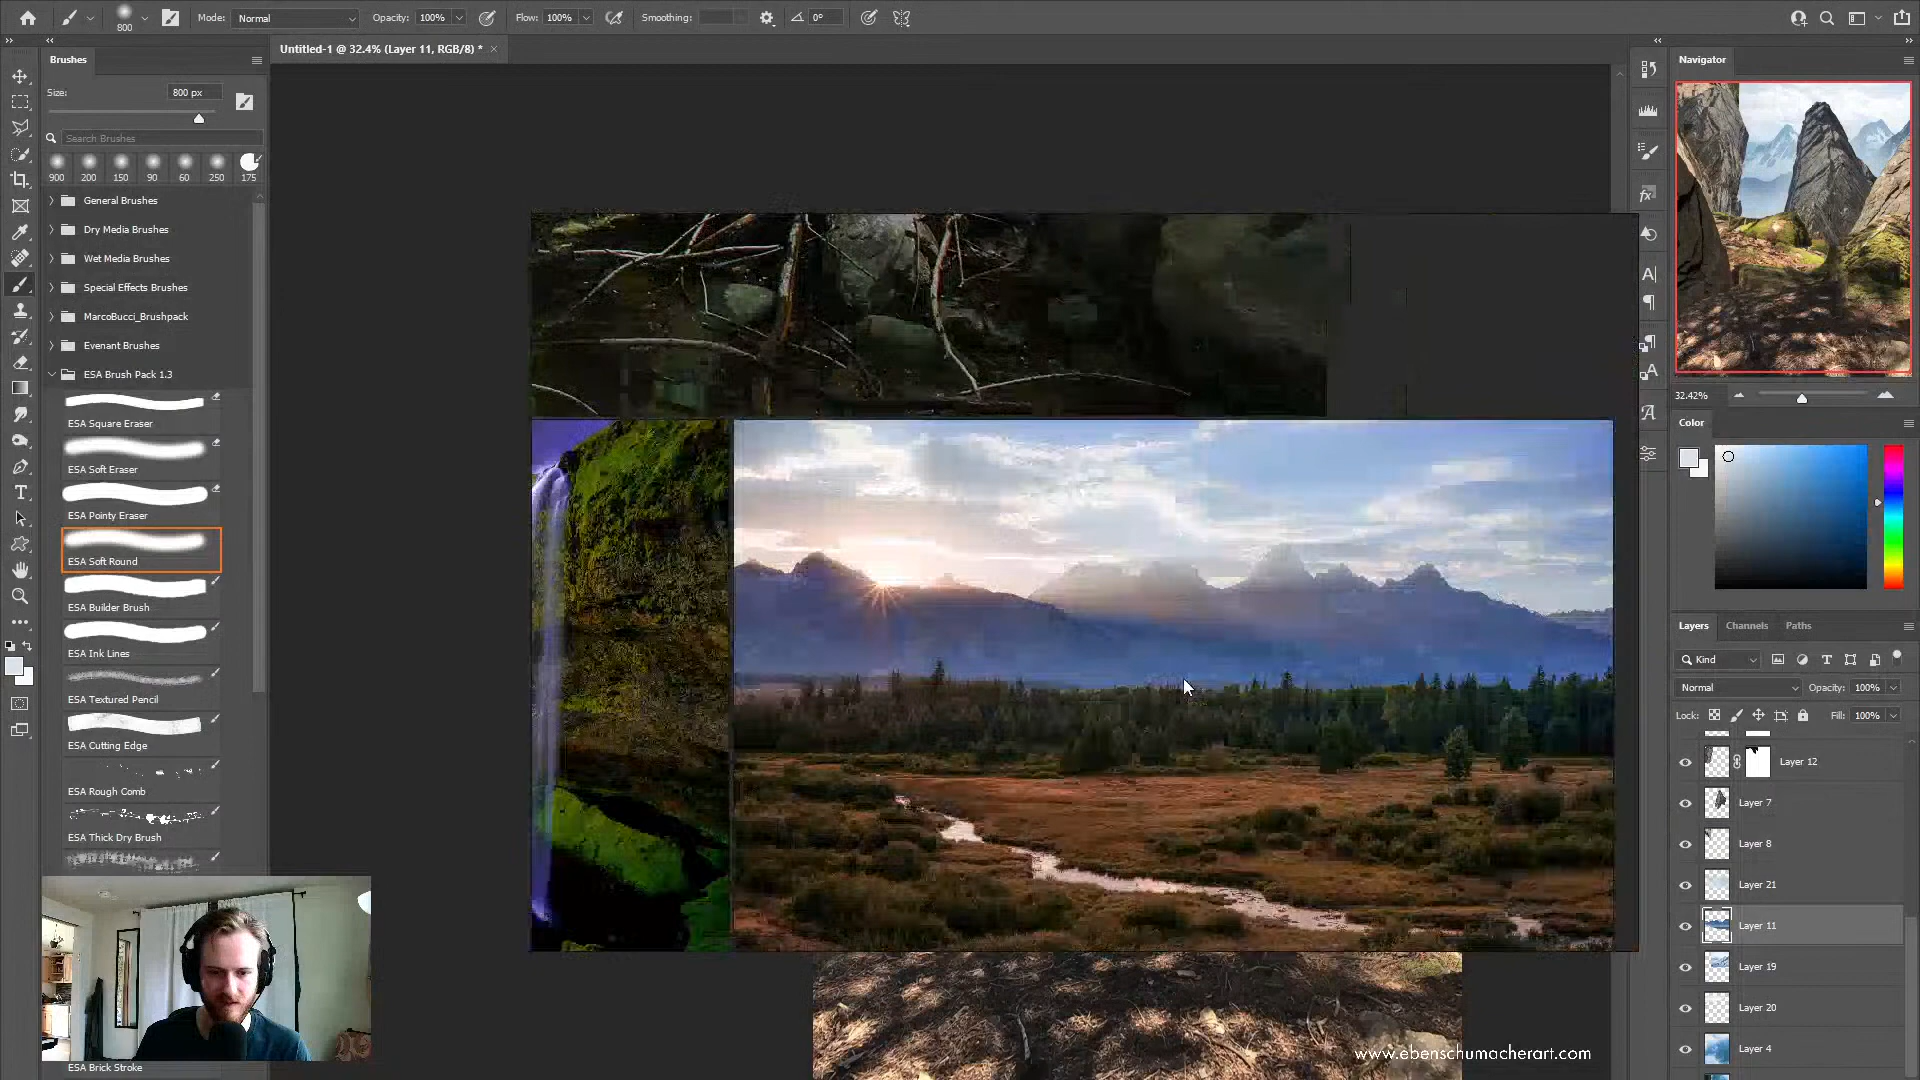 800
Mode: Normal
Opacity: 100%
Flow: 100%
Smoothing:
0°
Brushes
Untitled-1 @ 32.4% (Layer 11, RGB/8) *
Navigator
Size: 800 px
Search Brushes
900 200 150 90 60 250 175
General Brushes
Dry Media Brushes
Wet Media Brushes
Special Effects Brushes
MarcoBucci_Brushpack
Evenant Brushes
ESA Brush Pack 1.3
ESA Square Eraser
ESA Soft Eraser
ESA Pointy Eraser
ESA Soft Round
ESA Builder Brush
ESA Ink Lines
ESA Textured Pencil
ESA Cutting Edge
ESA Rough Comb
ESA Thick Dry Brush
ESA Brick Stroke
32.42%
Color
Layers Channels Paths
Kind
Normal
Opacity: 100%
Lock:
Fill: 100%
Layer 12
Layer 7
Layer 8
Layer 21
Layer 11
Layer 19
Layer 20
Layer 4
www.ebenschumacherart.com